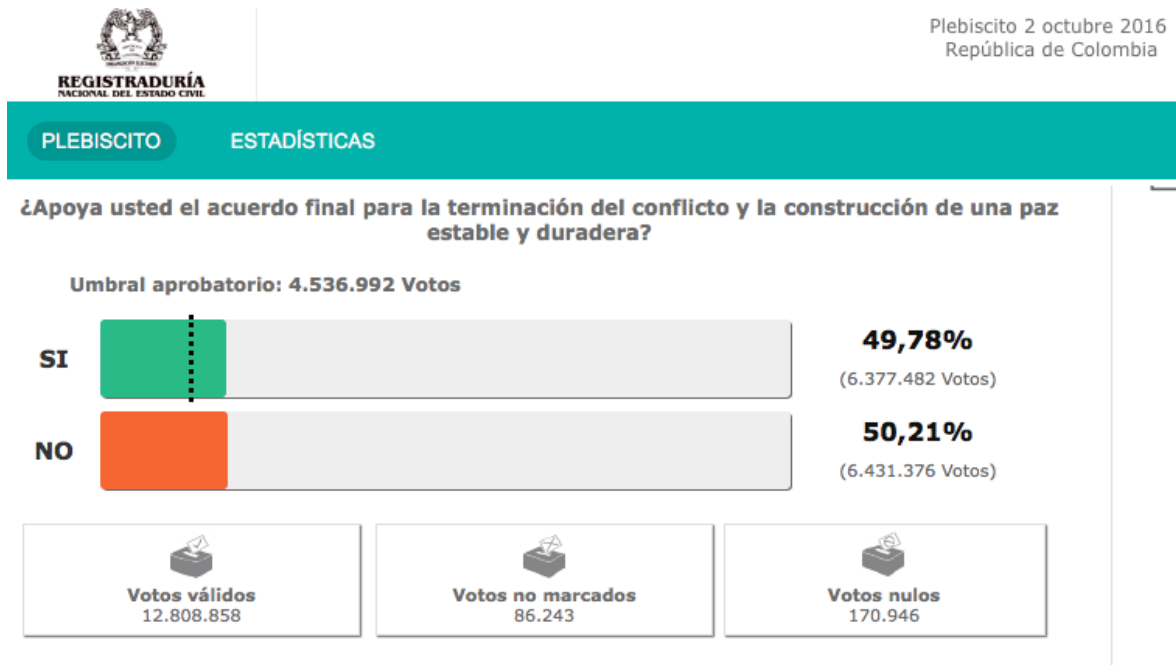 Plebiscito 2 octubre 2016
República de Colombia
REGISTRADURÍA
NACIONAL DEL ESTADO CIVIL
PLEBISCITO
ESTADÍSTICAS
¿Apoya usted el acuerdo final para la terminación del conflicto y la construcción de una paz
estable y duradera?
Umbral aprobatorio: 4.536.992 Votos
SI
49,78%
(6.377.482 Votos)
NO
50,21%
(6.431.376 Votos)
Votos válidos
12.808.858
Votos no marcados
86.243
Votos nulos
170.946